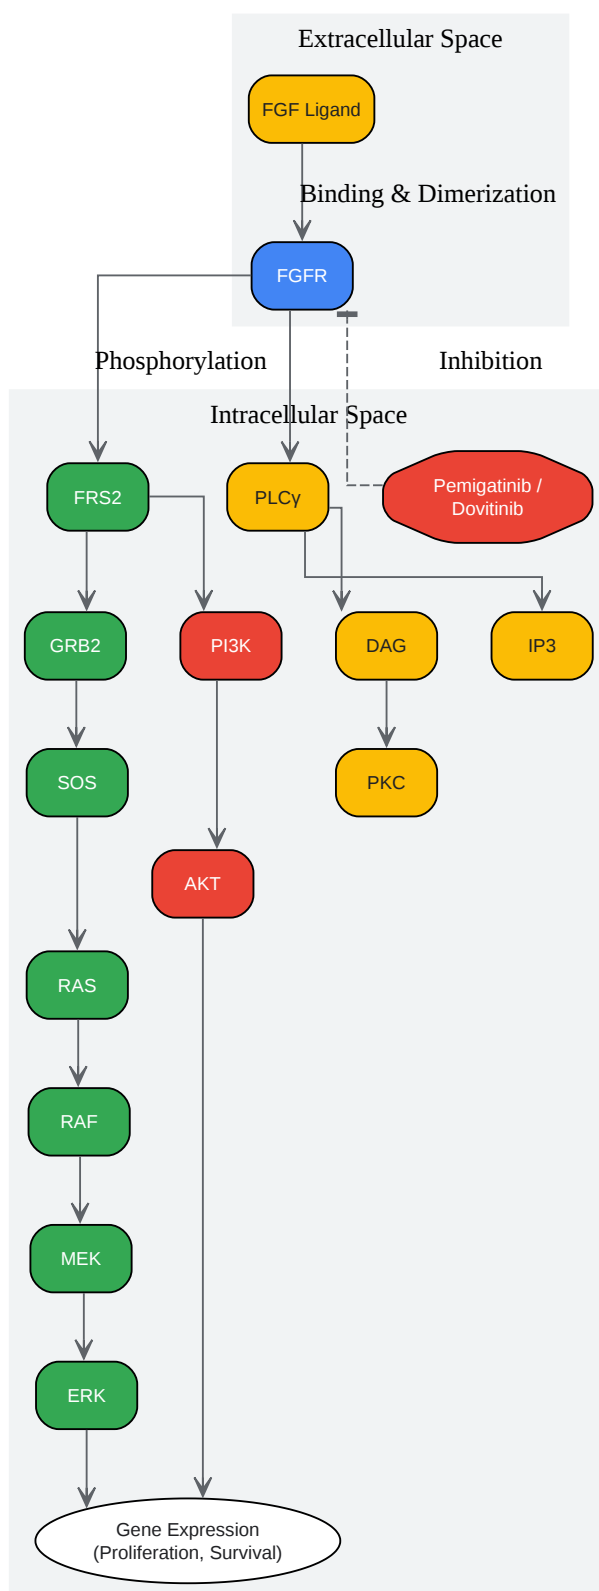 Extracellular Space
FGF Ligand
Binding & Dimerization
FGFR
Phosphorylation
Inhibition
Intracellular Space
FRS2
PLCγ
Pemigatinib /
Dovitinib
GRB2
PI3K
DAG
IP3
SOS
PKC
AKT
RAS
RAF
MEK
ERK
Gene Expression
(Proliferation, Survival)